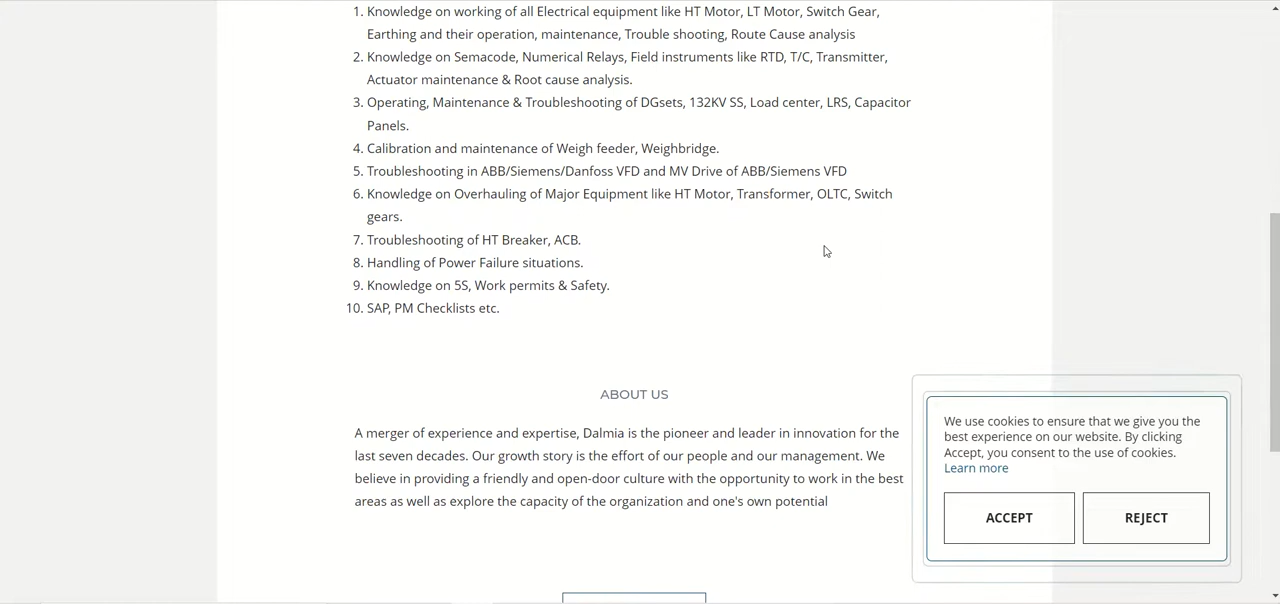 1. Knowledge on working of all Electrical equipment like HT Motor, LT Motor, Switch Gear,
Earthing and their operation, maintenance, Trouble shooting, Route Cause analysis
2. Knowledge on Semacode, Numerical Relays, Field instruments like RTD, T/C, Transmitter,
Actuator maintenance & Root cause analysis.
3. Operating, Maintenance & Troubleshooting of DGsets, 132KV SS, Load center, LRS, Capacitor
Panels.
4. Calibration and maintenance of Weigh feeder, Weighbridge.
5. Troubleshooting in ABB/Siemens/Danfoss VFD and MV Drive of ABB/Siemens VFD
6. Knowledge on Overhauling of Major Equipment like HT Motor, Transformer, OLTC, Switch
gears.
7. Troubleshooting of HT Breaker, ACB.
8. Handling of Power Failure situations.
9. Knowledge on 5S, Work permits & Safety.
10. SAP, PM Checklists etc.
ABOUT US
A merger of experience and expertise, Dalmia is the pioneer and leader in innovation for the
last seven decades. Our growth story is the effort of our people and our management. We
believe in providing a friendly and open-door culture with the opportunity to work in the best
areas as well as explore the capacity of the organization and one's own potential
We use cookies to ensure that we give you the
best experience on our website. By clicking
Accept, you consent to the use of cookies.
Learn more
ACCEPT
REJECT